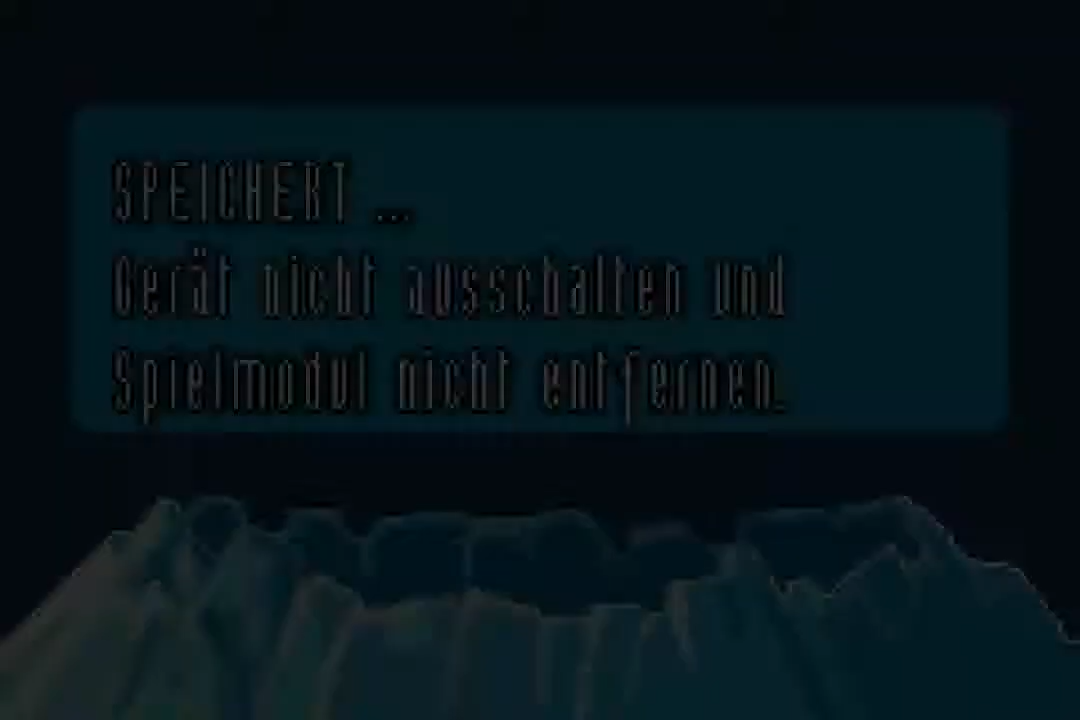 SPEICHERT ...
Gerät nicht ausschalten und
Spielmodul nicht entfernen.